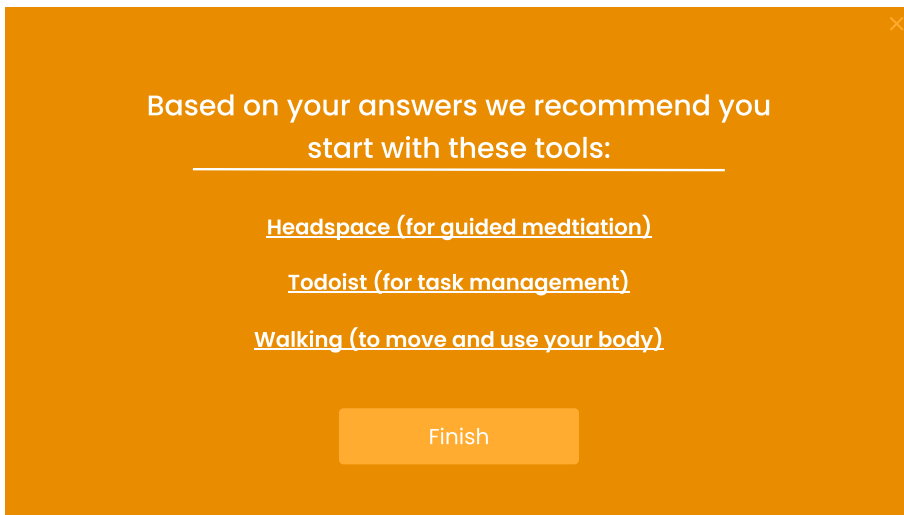 Based on your answers we recommend you
start with these tools:
Headspace (for guided medtiation)
Todoist (for task management)
Walking (to move and use your body)
Finish